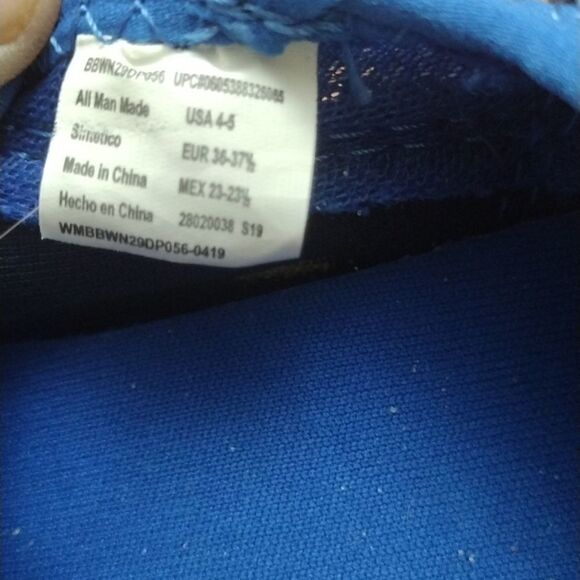 BBWN29DP056 UPC#0605388326065
All Man Made USA 4-5
Sintetico EUR 36-37½
Made in China MEX 23-23½
Hecho en China 28020038 S19
WMBBWN29DP056-0419